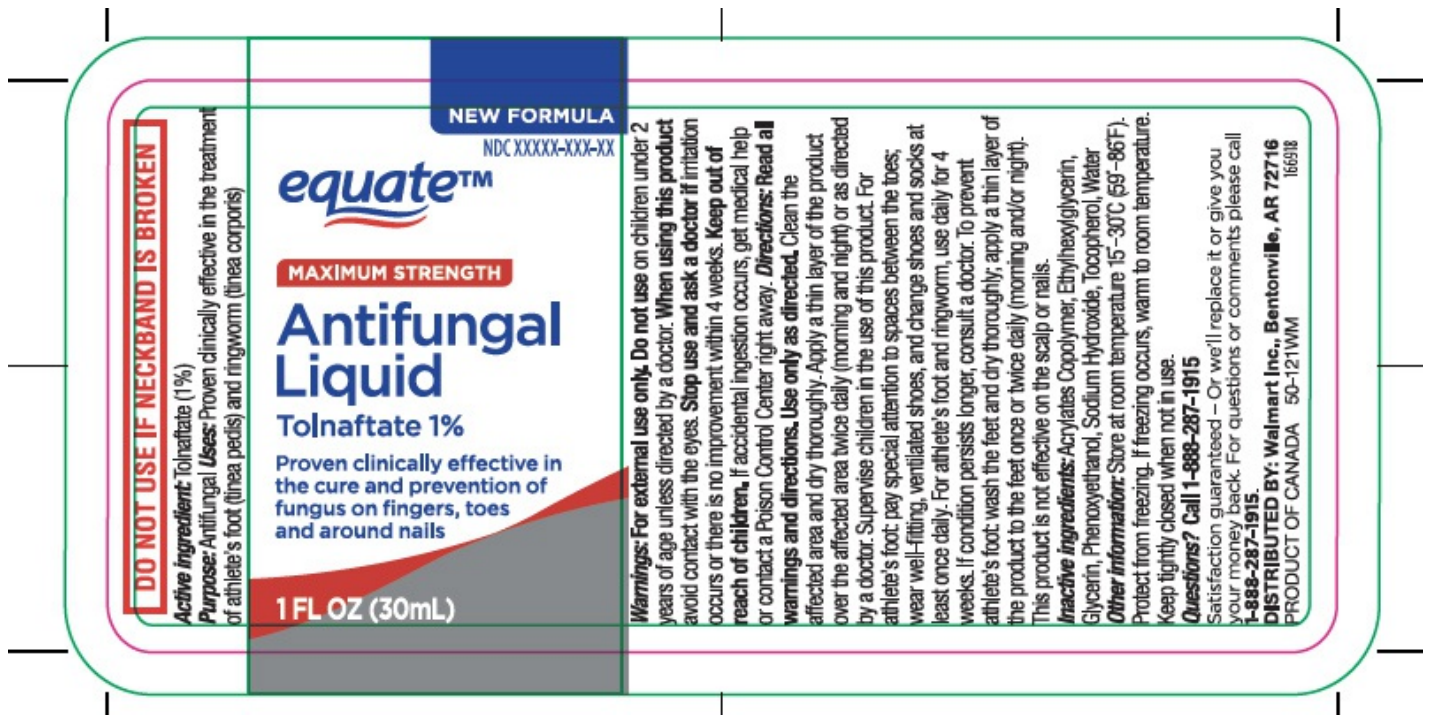 DO NOT USE IF NECKBAND IS BROKEN
Active ingredient: Tolnaftate (1%)
Purpose: Antifungal Uses: Proven clinically effective in the treatment
of athlete's foot (tinea pedis) and ringworm (tinea corporis)
NEW FORMULA
NDC XXXXX-XXX-XX
equate™
MAXIMUM STRENGTH
Antifungal
Liquid
Tolnaftate 1%
Proven clinically effective in
the cure and prevention of
fungus on fingers, toes
and around nails
1 FL OZ (30mL)
Warnings: For external use only. Do not use on children under 2
years of age unless directed by a doctor. When using this product
avoid contact with the eyes. Stop use and ask a doctor if irritation
occurs or there is no improvement within 4 weeks. Keep out of
reach of children. If accidental ingestion occurs, get medical help
or contact a Poison Control Center right away. Directions: Read all
warnings and directions. Use only as directed. Clean the
affected area and dry thoroughly. Apply a thin layer of the product
over the affected area twice daily (morning and night) or as directed
by a doctor. Supervise children in the use of this product. For
athlete's foot: pay special attention to spaces between the toes;
wear well-fitting, ventilated shoes, and change shoes and socks at
least once daily. For athlete's foot and ringworm, use daily for 4
weeks. If condition persists longer, consult a doctor. To prevent
athlete's foot: wash the feet and dry thoroughly; apply a thin layer of
the product to the feet once or twice daily (morning and/or night).
This product is not effective on the scalp or nails.
Inactive ingredients: Acrylates Copolymer, Ethylhexylglycerin,
Glycerin, Phenoxyethanol, Sodium Hydroxide, Tocopherol, Water
Other information: Store at room temperature 15°-30°C (59°-86°F).
Protect from freezing. If freezing occurs, warm to room temperature.
Keep tightly closed when not in use.
Questions? Call 1-888-287-1915
Satisfaction guaranteed – Or we'll replace it or give you
your money back. For questions or comments please call
1-888-287-1915.
DISTRIBUTED BY: Walmart Inc., Bentonville, AR 72716
PRODUCT OF CANADA 50-121WM 166918